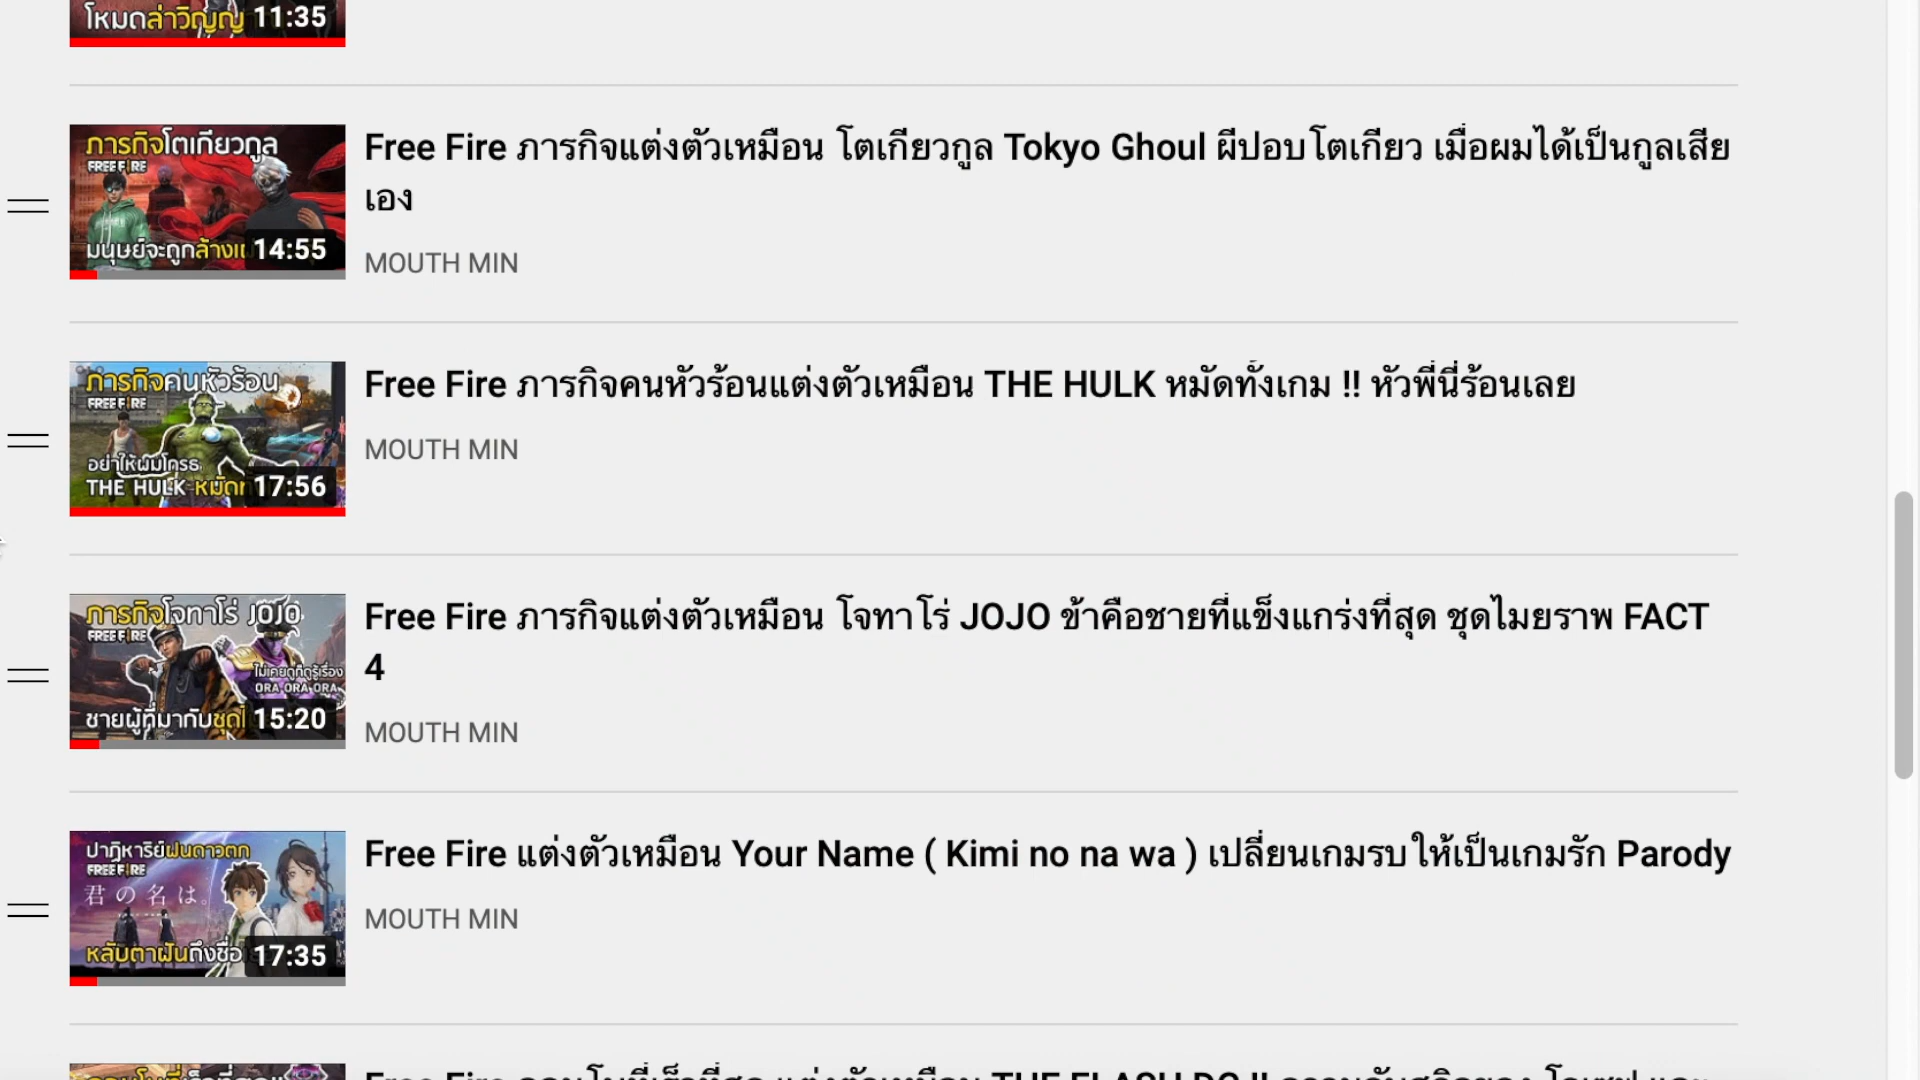 โหมดล่าวิญญ
11:35
ภารกิจโตเกียวกูล
FREE FIRE
มนุษย์จะถูกล้างเผ
14:55
Free Fire ภารกิจแต่งตัวเหมือน โตเกียวกูล Tokyo Ghoul ผีปอบโตเกียว เมื่อผมได้เป็นกูลเสีย
เอง
MOUTH MIN
ภารกิจคนหัวร้อน
FREE FIRE
อย่าให้ผมโกรธ
THE HULK หมัดท
17:56
Free Fire ภารกิจคนหัวร้อนแต่งตัวเหมือน THE HULK หมัดทั้งเกม !! หัวพี่นี่ร้อนเลย
MOUTH MIN
ภารกิจโจทาโร่ JOJO
FREE FIRE
ไม่เคยดูก็ดูรู้เรื่อง
ORA ORA ORA
ชายผู้ที่มากับชุดไ
15:20
Free Fire ภารกิจแต่งตัวเหมือน โจทาโร่ JOJO ข้าคือชายที่แข็งแกร่งที่สุด ชุดไมยราพ FACT
4
MOUTH MIN
ปาฏิหาริย์ฝนดาวตก
FREE FIRE
君の名は。
หลับตาฝันถึงชื่อ
17:35
Free Fire แต่งตัวเหมือน Your Name ( Kimi no na wa ) เปลี่ยนเกมรบให้เป็นเกมรัก Parody
MOUTH MIN